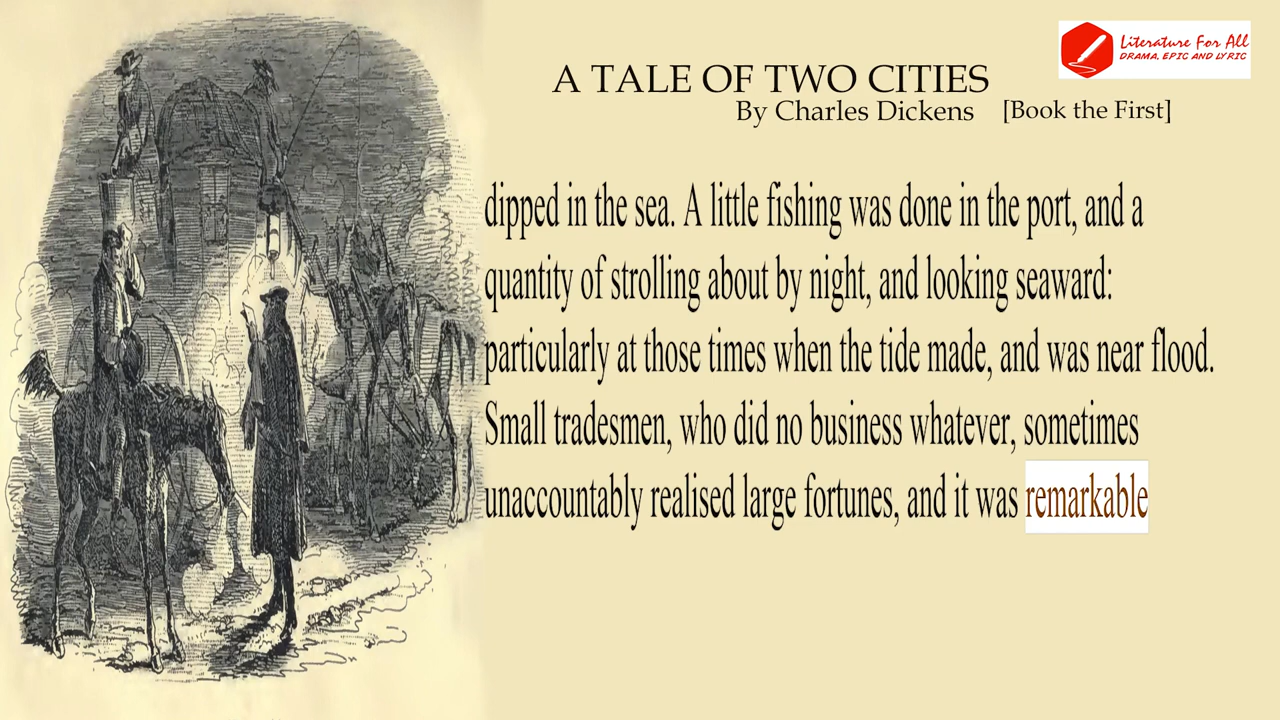 Literature For All
DRAMA, EPIC AND LYRIC
A TALE OF TWO CITIES
By Charles Dickens [Book the First]
dipped in the sea. A little fishing was done in the port, and a
quantity of strolling about by night, and looking seaward:
particularly at those times when the tide made, and was near flood.
Small tradesmen, who did no business whatever, sometimes
unaccountably realised large fortunes, and it was remarkable